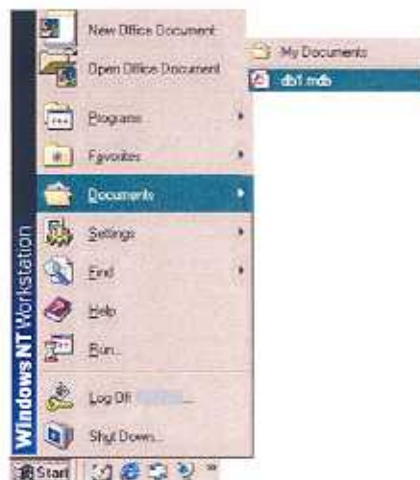 New Office Document
Open Office Document
Programs
Favorites
Documents
Settings
Find
Help
Run...
Log Off
Shut Down...
Start
Windows NT Workstation
My Documents
db1.mdb